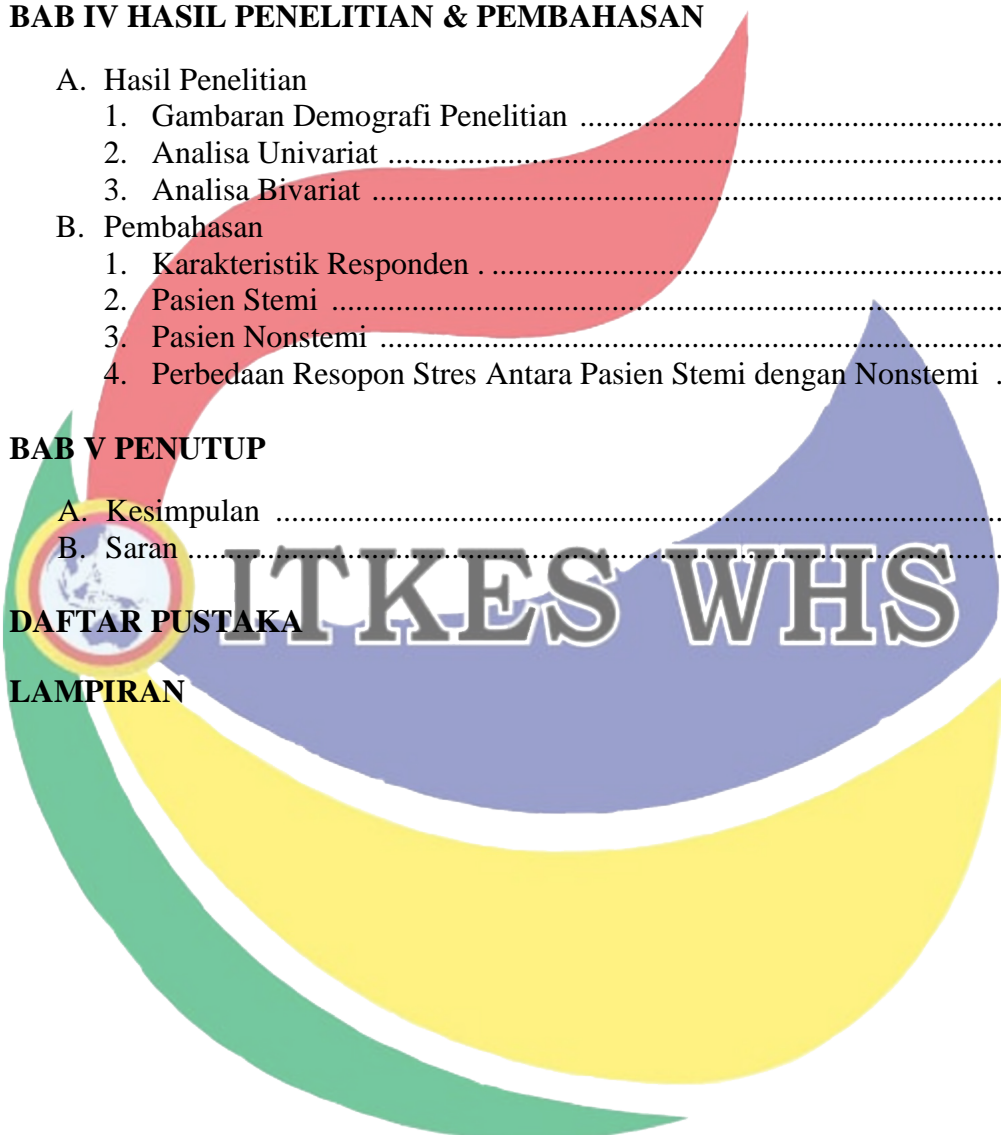 BAB IV HASIL PENELITIAN & PEMBAHASAN
A. Hasil Penelitian
1. Gambaran Demografi Penelitian ......................................................
2. Analisa Univariat ..............................................................................
3. Analisa Bivariat ................................................................................
B. Pembahasan
1. Karakteristik Responden . .................................................................
2. Pasien Stemi .....................................................................................
3. Pasien Nonstemi ...............................................................................
4. Perbedaan Resopon Stres Antara Pasien Stemi dengan Nonstemi .
BAB V PENUTUP
A. Kesimpulan ............................................................................................
B. Saran .......................................................................................................
ITKES WHS
DAFTAR PUSTAKA
LAMPIRAN